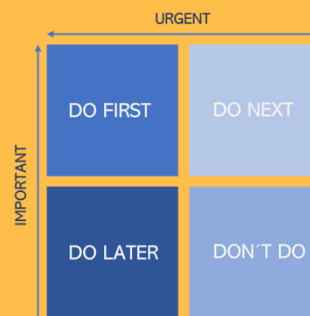 URGENT
IMPORTANT
DO FIRST
DO NEXT
DO LATER
DON´T DO